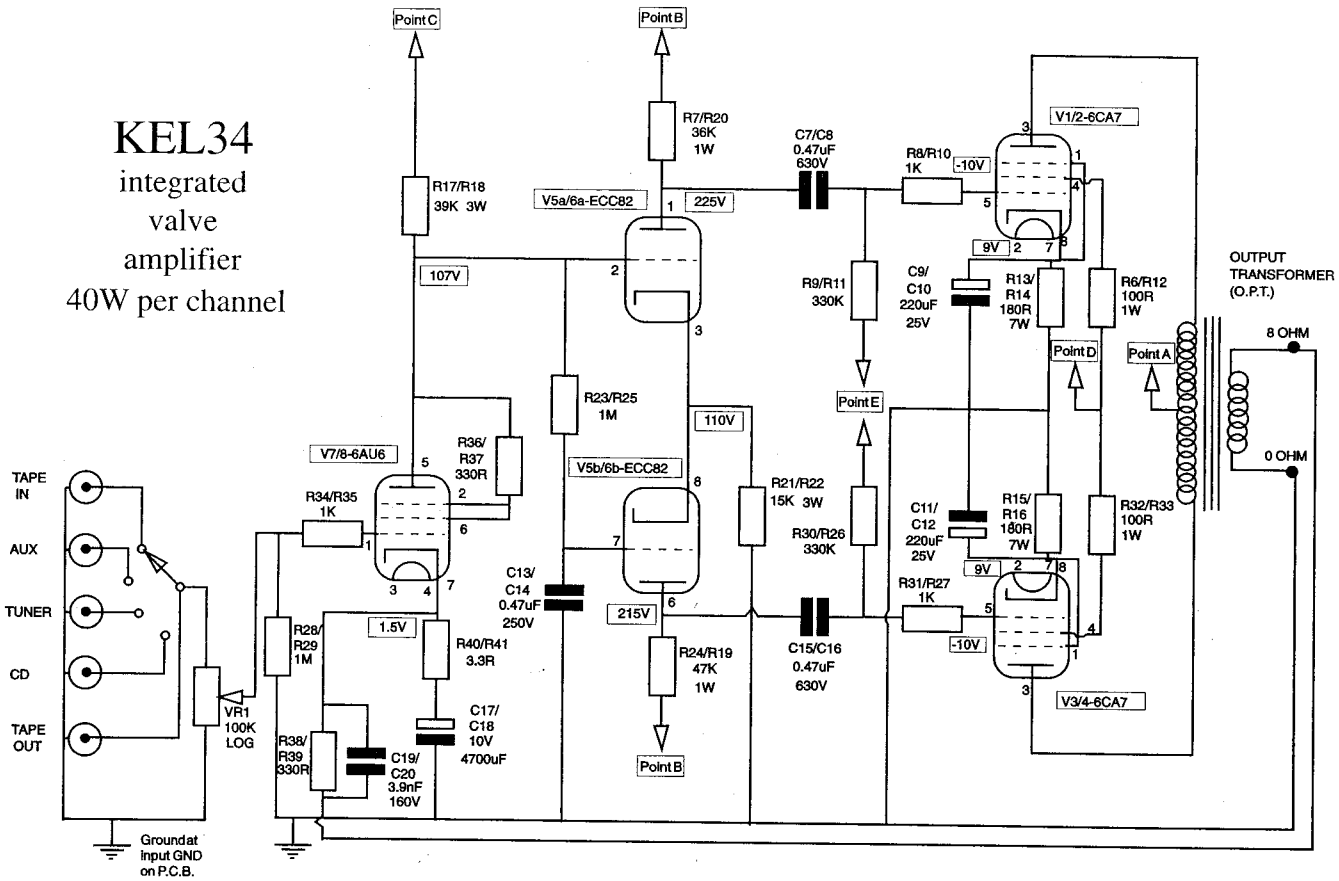 Point C
Point B
KEL34
integrated
valve
amplifier
40W per channel
R17/R18
39K 3W
107V
R7/R20
36K
1W
V5a/6a-ECC82
1
225V
2
3
C7/C8
0.47uF
630V
R8/R10
1K
V1/2-6CA7
3
-10V
1
4
5
9V
2
7
8
C9/
C10
220uF
25V
R13/
R14
180R
7W
R6/R12
100R
1W
R9/R11
330K
Point E
Point D
Point A
OUTPUT
TRANSFORMER
(O.P.T.)
8 OHM
0 OHM
R23/R25
1M
110V
V5b/6b-ECC82
8
7
6
215V
R21/R22
15K 3W
R30/R26
330K
C11/
C12
220uF
25V
R15/
R16
180R
7W
R32/R33
100R
1W
9V
2
7
8
R31/R27
1K
5
4
-10V
1
3
V3/4-6CA7
C15/C16
0.47uF
630V
R24/R19
47K
1W
Point B
R36/
R37
330R
V7/8-6AU6
5
2
6
R34/R35
1K
1
3
4
7
1.5V
C13/
C14
0.47uF
250V
R28/
R29
1M
R40/R41
3.3R
C17/
C18
10V
4700uF
R38/
R39
330R
C19/
C20
3.9nF
160V
TAPE
IN
AUX
TUNER
CD
TAPE
OUT
VR1
100K
LOG
Ground at
input GND
on P.C.B.